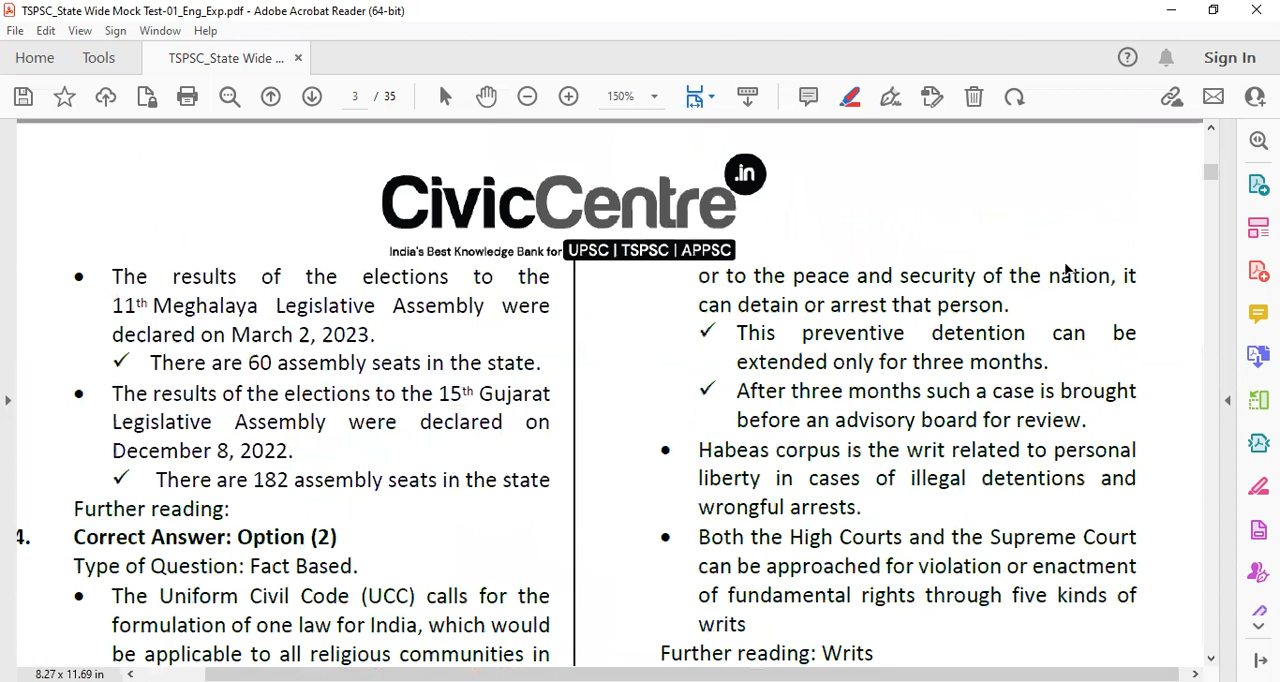 TSPSC_State Wide Mock Test-01_Eng_Exp.pdf - Adobe Acrobat Reader (64-bit)
File Edit View Sign Window Help
Home Tools TSPSC_State Wide ... × Sign In
3 / 35 150%
CivicCentre .in
India's Best Knowledge Bank for UPSC | TSPSC | APPSC
• The results of the elections to the
11th Meghalaya Legislative Assembly were
declared on March 2, 2023.
✓ There are 60 assembly seats in the state.
• The results of the elections to the 15th Gujarat
Legislative Assembly were declared on
December 8, 2022.
✓ There are 182 assembly seats in the state
Further reading:
4. Correct Answer: Option (2)
Type of Question: Fact Based.
• The Uniform Civil Code (UCC) calls for the
formulation of one law for India, which would
be applicable to all religious communities in
or to the peace and security of the nation, it
can detain or arrest that person.
✓ This preventive detention can be
extended only for three months.
✓ After three months such a case is brought
before an advisory board for review.
• Habeas corpus is the writ related to personal
liberty in cases of illegal detentions and
wrongful arrests.
• Both the High Courts and the Supreme Court
can be approached for violation or enactment
of fundamental rights through five kinds of
writs
Further reading: Writs
8.27 x 11.69 in